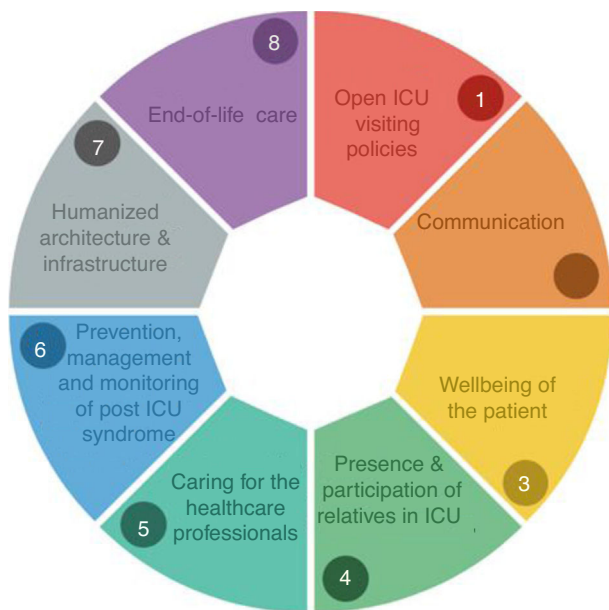 1
Open ICU
visiting
policies
Communication
Wellbeing of
the patient
3
Presence &
participation of
relatives in ICU ,
4
Caring for the
healthcare
professionals
5
6
Prevention,
management
and monitoring
of post ICU
syndrome
7
Humanized
architecture &
infrastructure
8
End-of-life care